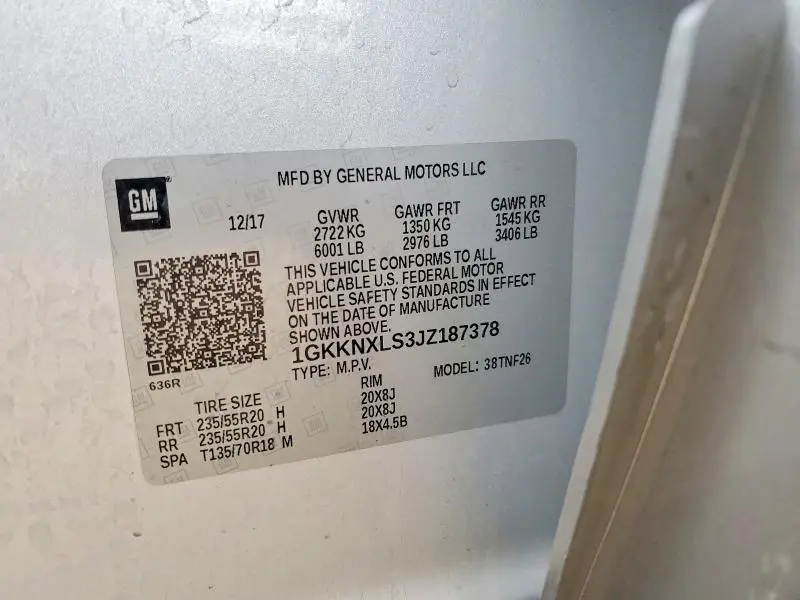 MFD BY GENERAL MOTORS LLC
GM
12/17 GVWR GAWR FRT GAWR RR
2722 KG 1350 KG 1545 KG
6001 LB 2976 LB 3406 LB
THIS VEHICLE CONFORMS TO ALL
APPLICABLE U.S. FEDERAL MOTOR
VEHICLE SAFETY STANDARDS IN EFFECT
ON THE DATE OF MANUFACTURE
SHOWN ABOVE.
1GKKNXLS3JZ187378
636R
TYPE: M.P.V. MODEL: 38TNF26
TIRE SIZE RIM
FRT 235/55R20 H 20X8J
RR 235/55R20 H 20X8J
SPA T135/70R18 M 18X4.5B